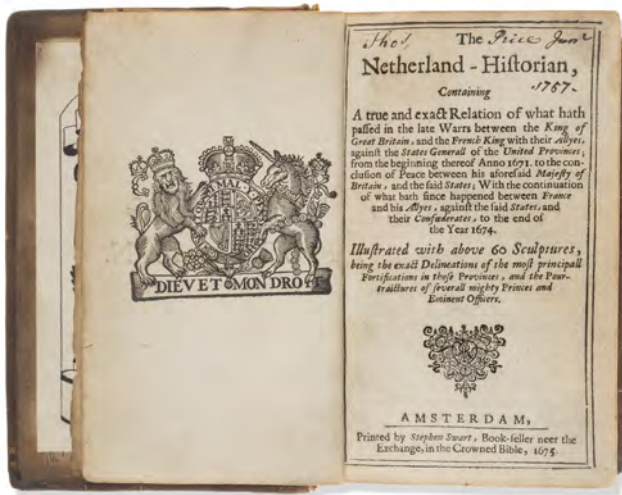 HONI SOIT QUI MAL Y PENSE
DIEV ET MON DROIT
Thos. Price Junr
1757.
The
Netherland-Hiſtorian,
Containing
A true and exact Relation of what hath
paſſed in the late Warrs between the King of
Great Britain, and the French King with their Allyes,
againſt the States Generall of the United Provinces,
from the beginning thereof Anno 1671. to the con-
cluſion of Peace between his aforeſaid Majeſty of
Britain, and the ſaid States; With the continuation
of what hath ſince happened between France
and his Allyes, againſt the ſaid States, and
their Confœderates, to the end of
the Year 1674.
Illuſtrated with above 60 Sculptures,
being the exact Delineations of the moſt principall
Fortifications in thoſe Provinces, and the Pour-
traictures of ſeverall mighty Princes and
Eminent Officers.
AMSTERDAM,
Printed by Stephen Swart, Book-ſeller neer the
Exchange, in the Crowned Bible, 1675.